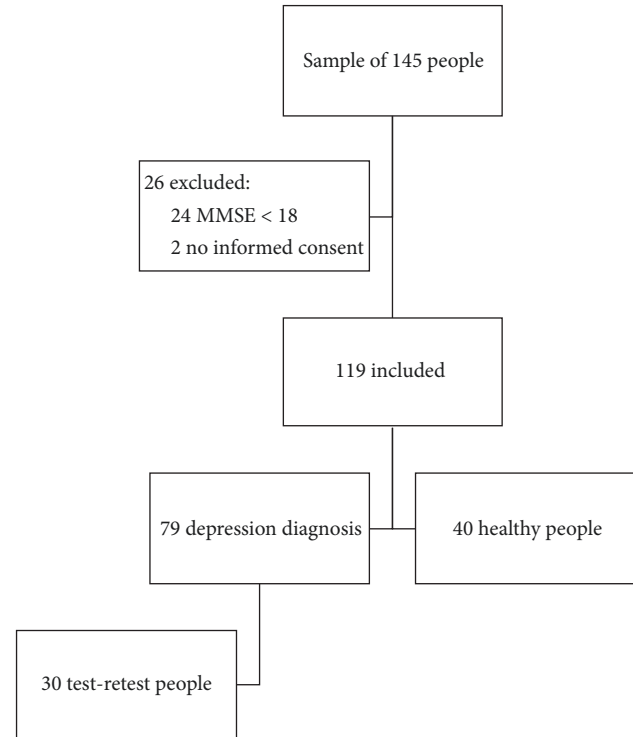 Sample of 145 people
26 excluded:
24 MMSE < 18
2 no informed consent
119 included
79 depression diagnosis
40 healthy people
30 test-retest people